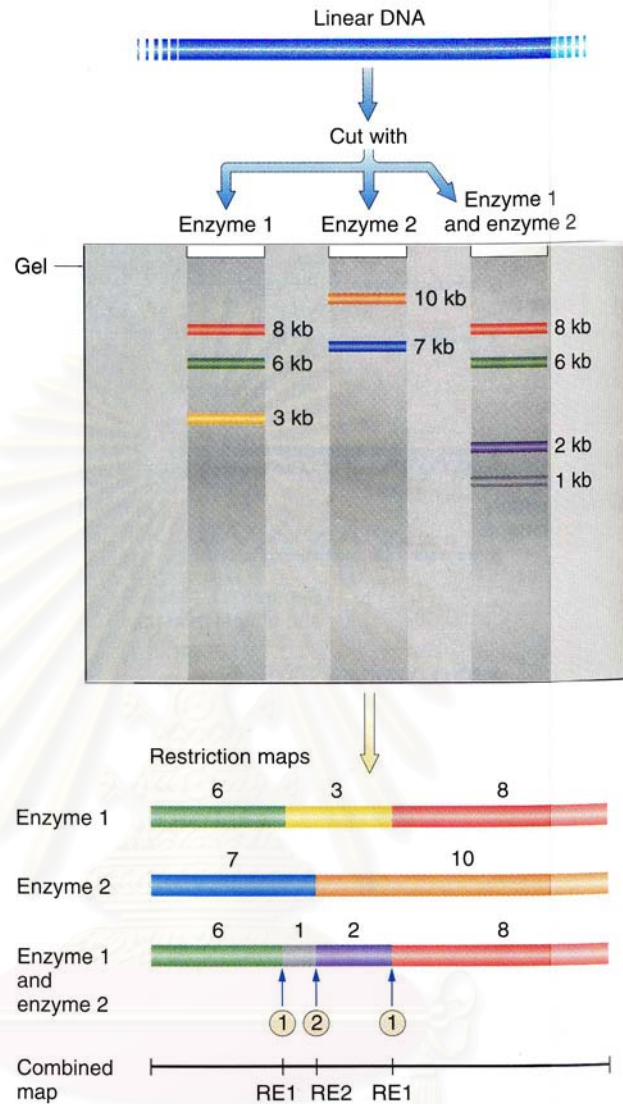 Linear DNA
Cut with
Enzyme 1
Enzyme 2
Enzyme 1
and enzyme 2
Gel
8 kb
6 kb
3 kb
10 kb
7 kb
8 kb
6 kb
2 kb
1 kb
Restriction maps
6 3 8
Enzyme 1
7 10
Enzyme 2
6 1 2 8
Enzyme 1
and
enzyme 2
1 2 1
Combined
map
RE1 RE2 RE1